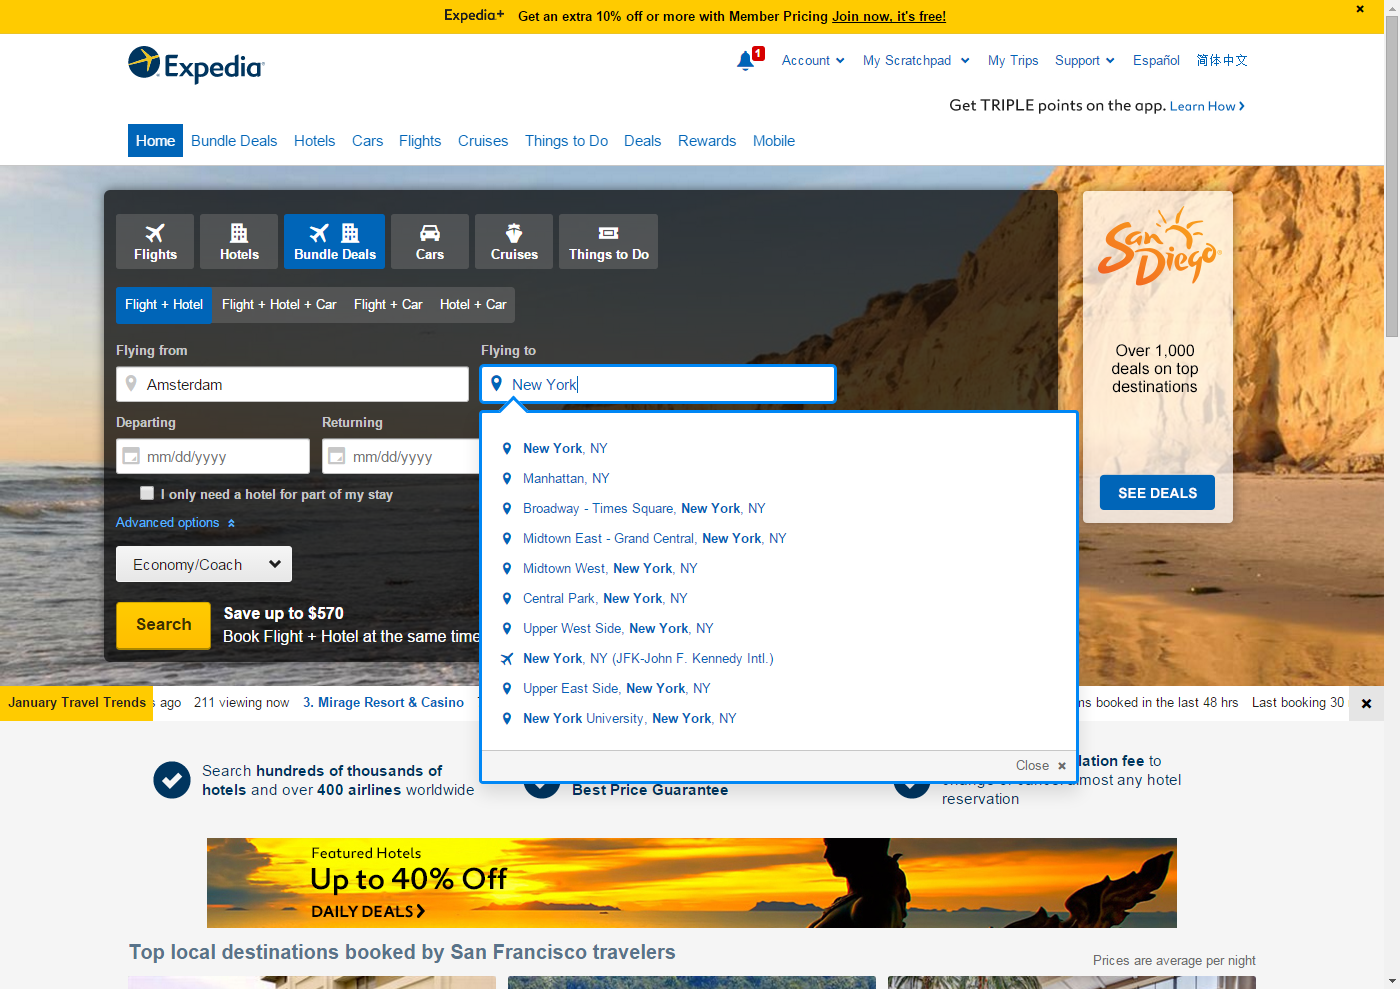 Expedia+ Get an extra 10% off or more with Member Pricing Join now, it's free!
Expedia
1
Account My Scratchpad My Trips Support Español 简体中文
Get TRIPLE points on the app. Learn How
Home Bundle Deals Hotels Cars Flights Cruises Things to Do Deals Rewards Mobile
Flights Hotels Bundle Deals Cars Cruises Things to Do
Flight + Hotel Flight + Hotel + Car Flight + Car Hotel + Car
Flying from Flying to
Amsterdam New York
Departing Returning
mm/dd/yyyy mm/dd/yyyy
I only need a hotel for part of my stay
Advanced options
Economy/Coach
Search
Save up to $570
Book Flight + Hotel at the same time
New York, NY
Manhattan, NY
Broadway - Times Square, New York, NY
Midtown East - Grand Central, New York, NY
Midtown West, New York, NY
Central Park, New York, NY
Upper West Side, New York, NY
New York, NY (JFK-John F. Kennedy Intl.)
Upper East Side, New York, NY
New York University, New York, NY
Close
San Diego
Over 1,000
deals on top
destinations
SEE DEALS
January Travel Trends ago 211 viewing now 3. Mirage Resort & Casino booked in the last 48 hrs Last booking 30
Search hundreds of thousands of
hotels and over 400 airlines worldwide
Best Price Guarantee
fee to
most any hotel
reservation
Featured Hotels
Up to 40% Off
DAILY DEALS
Top local destinations booked by San Francisco travelers
Prices are average per night